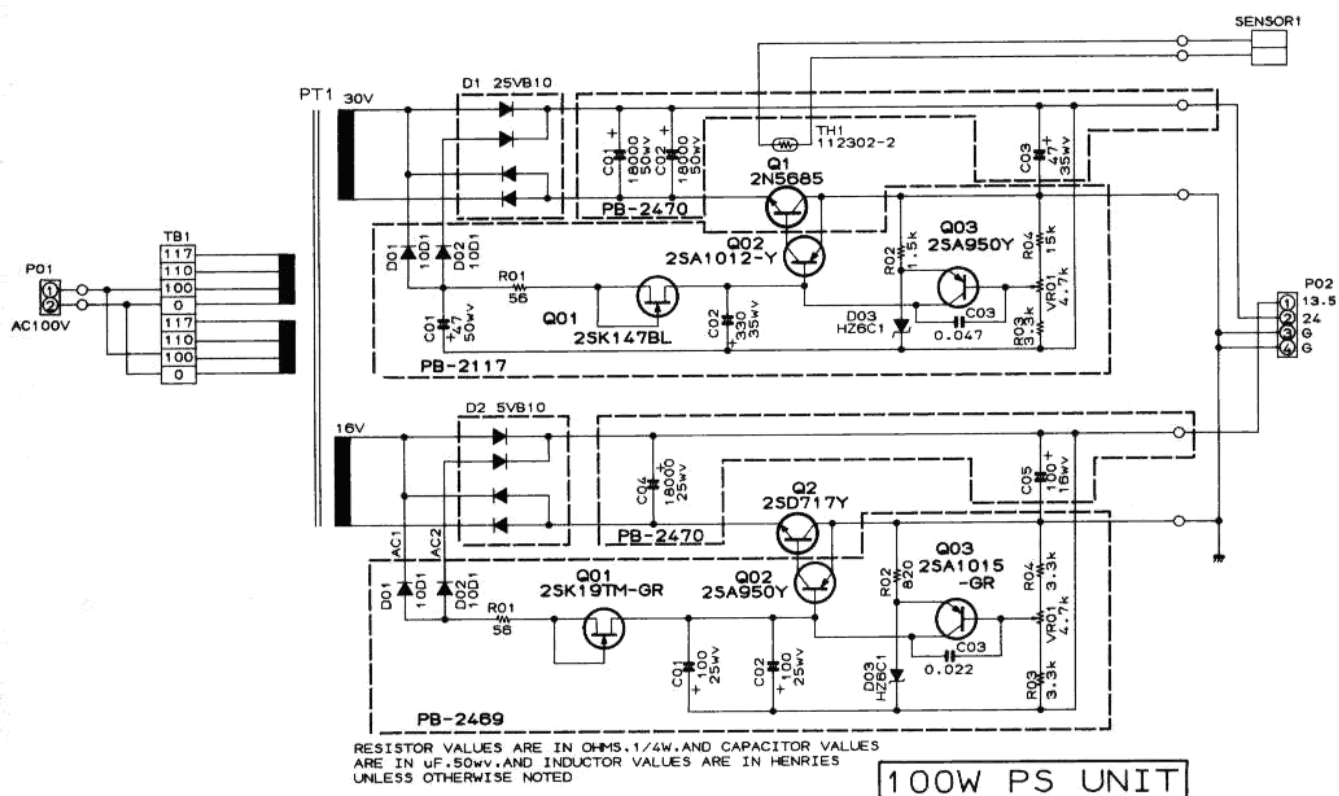 SENSOR1
D1 25VB10
PT1
30V
TH1
112302-2
C01
+
18000
50wv
C02
+
18000
50wv
C03
47
+
35wv
Q1
2N5685
PB-2470
TB1
117
110
100
0
117
110
100
0
P01
1
2
AC100V
D01
10D1
D02
10D1
Q02
2SA1012-Y
R02
1.5k
Q03
2SA950Y
R04
15k
R01
56
VR01
4.7k
C01
+47
50wv
Q01
2SK147BL
C02
330
+
35wv
D03
HZ6C1
C03
0.047
R03
3.3k
PB-2117
P02
1
13.5
2
24
3
G
4
G
D2 5VB10
16V
C04
18000
+
25wv
C05
100
+
16wv
Q2
2SD717Y
PB-2470
AC1
AC2
D01
10D1
D02
10D1
Q01
2SK19TM-GR
Q02
2SA950Y
R02
820
Q03
2SA1015
-GR
R04
3.3k
R01
56
VR01
4.7k
C01
+ 100
25wv
C02
+ 100
25wv
D03
HZ6C1
C03
0.022
R03
3.3k
PB-2469
RESISTOR VALUES ARE IN OHMS.1/4W.AND CAPACITOR VALUES
ARE IN uF.50wv.AND INDUCTOR VALUES ARE IN HENRIES
UNLESS OTHERWISE NOTED
100W PS UNIT